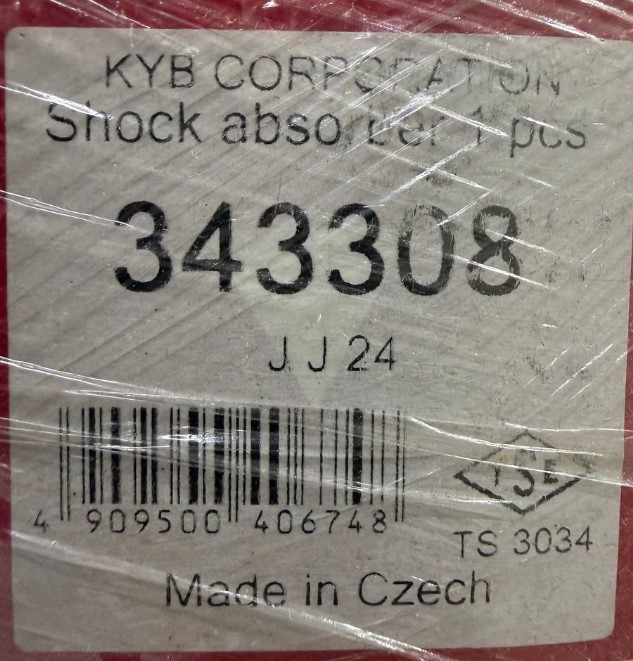 KYB CORPORATION
Shock absorber 1 pcs
343308
J J 24
4 909500 406748
TSE
TS 3034
Made in Czech